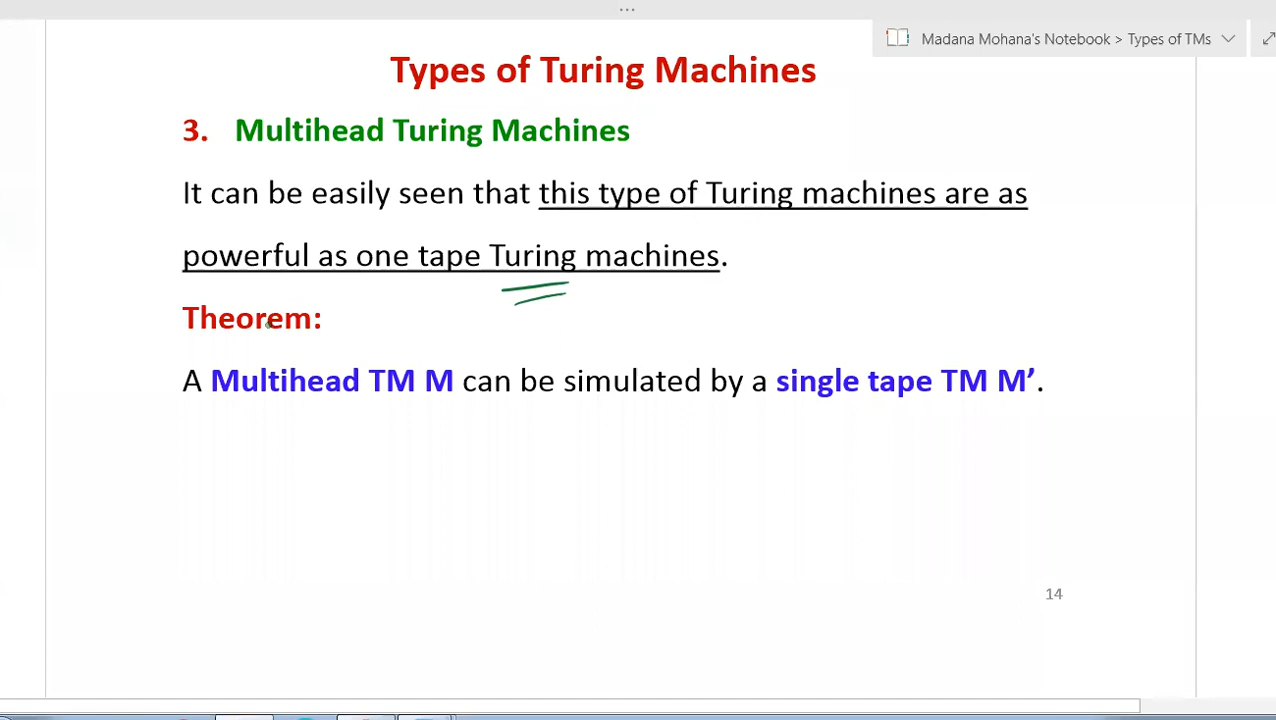 ...
Madana Mohana's Notebook > Types of TMs
Types of Turing Machines
3. Multihead Turing Machines
It can be easily seen that this type of Turing machines are as
powerful as one tape Turing machines.
Theorem:
A Multihead TM M can be simulated by a single tape TM M’.
14